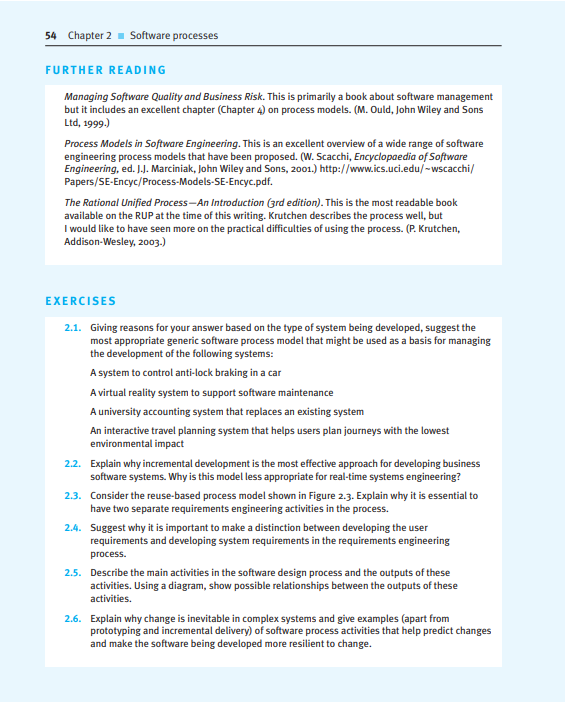 54 Chapter 2 ■ Software processes
FURTHER READING
Managing Software Quality and Business Risk. This is primarily a book about software management
but it includes an excellent chapter (Chapter 4) on process models. (M. Ould, John Wiley and Sons
Ltd, 1999.)
Process Models in Software Engineering. This is an excellent overview of a wide range of software
engineering process models that have been proposed. (W. Scacchi, Encyclopaedia of Software
Engineering, ed. J.J. Marciniak, John Wiley and Sons, 2001.) http://www.ics.uci.edu/~wscacchi/
Papers/SE-Encyc/Process-Models-SE-Encyc.pdf.
The Rational Unified Process—An Introduction (3rd edition). This is the most readable book
available on the RUP at the time of this writing. Krutchen describes the process well, but
I would like to have seen more on the practical difficulties of using the process. (P. Krutchen,
Addison-Wesley, 2003.)
EXERCISES
2.1. Giving reasons for your answer based on the type of system being developed, suggest the
most appropriate generic software process model that might be used as a basis for managing
the development of the following systems:
A system to control anti-lock braking in a car
A virtual reality system to support software maintenance
A university accounting system that replaces an existing system
An interactive travel planning system that helps users plan journeys with the lowest
environmental impact
2.2. Explain why incremental development is the most effective approach for developing business
software systems. Why is this model less appropriate for real-time systems engineering?
2.3. Consider the reuse-based process model shown in Figure 2.3. Explain why it is essential to
have two separate requirements engineering activities in the process.
2.4. Suggest why it is important to make a distinction between developing the user
requirements and developing system requirements in the requirements engineering
process.
2.5. Describe the main activities in the software design process and the outputs of these
activities. Using a diagram, show possible relationships between the outputs of these
activities.
2.6. Explain why change is inevitable in complex systems and give examples (apart from
prototyping and incremental delivery) of software process activities that help predict changes
and make the software being developed more resilient to change.